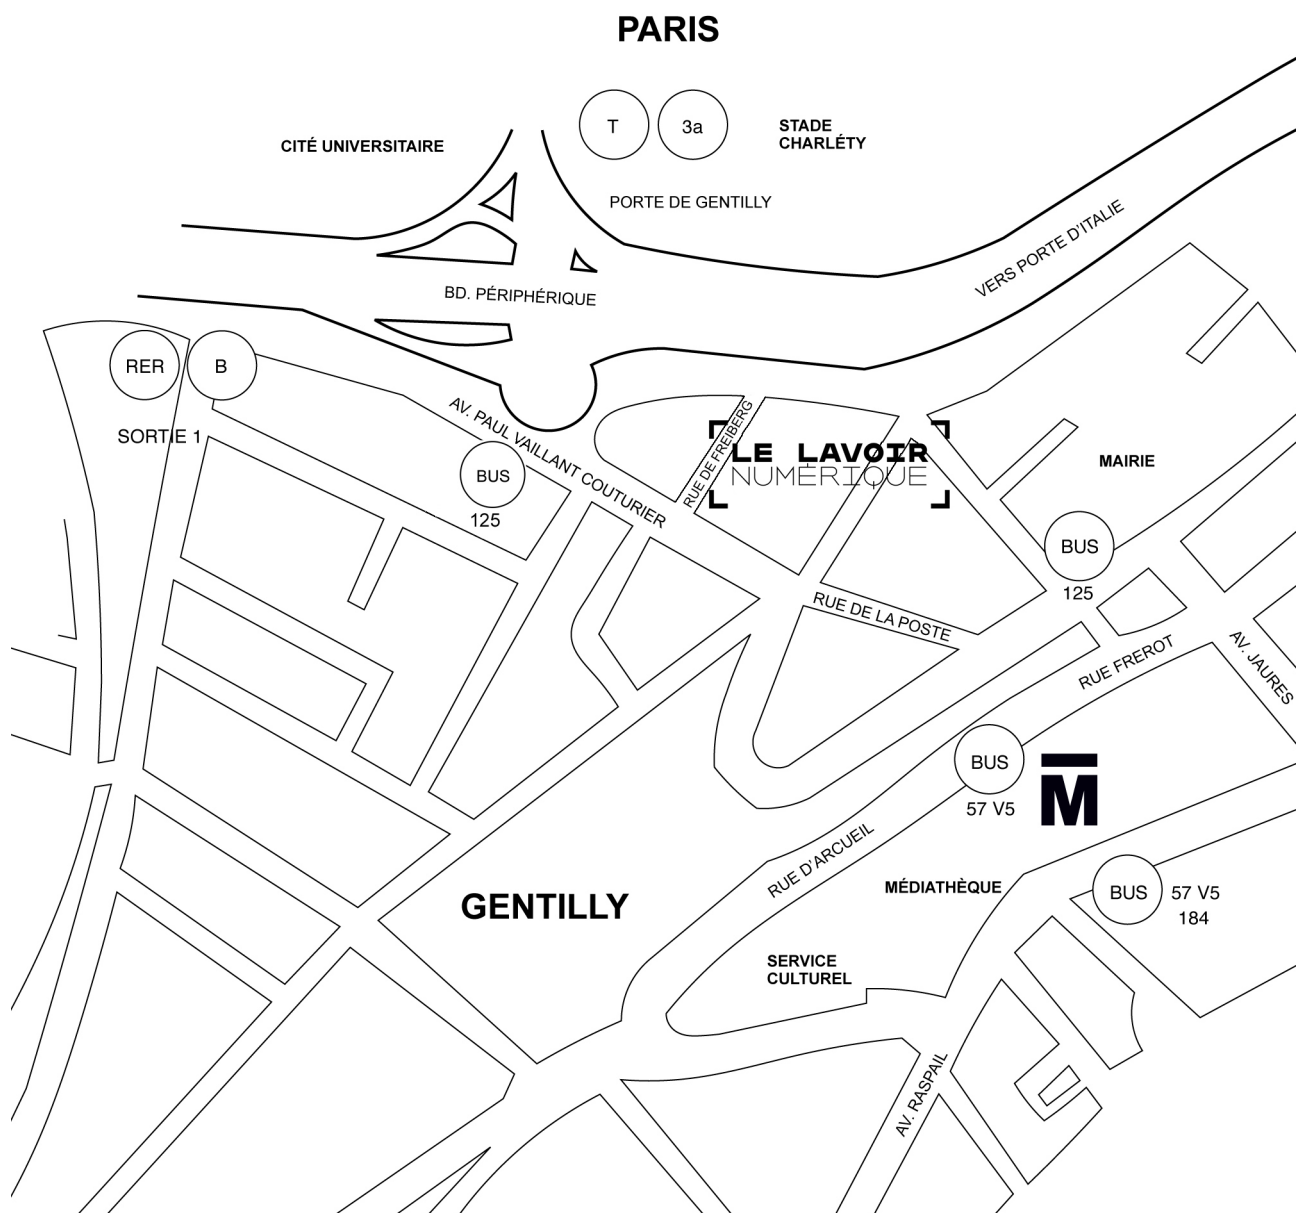 PARIS
T
3a
STADE
CHARLÉTY
CITÉ UNIVERSITAIRE
PORTE DE GENTILLY
VERS PORTE D'ITALIE
BD. PÉRIPHÉRIQUE
RER
B
SORTIE 1
AV. PAUL VAILLANT COUTURIER
BUS
125
RUE DE FREIBERG
LE LAVOIR
NUMÉRIQUE
MAIRIE
BUS
125
RUE DE LA POSTE
RUE FREROT
AV. JAURES
BUS
57 V5
M
RUE D'ARCUEIL
MÉDIATHÈQUE
BUS
57 V5
184
GENTILLY
SERVICE
CULTUREL
AV. RASPAIL